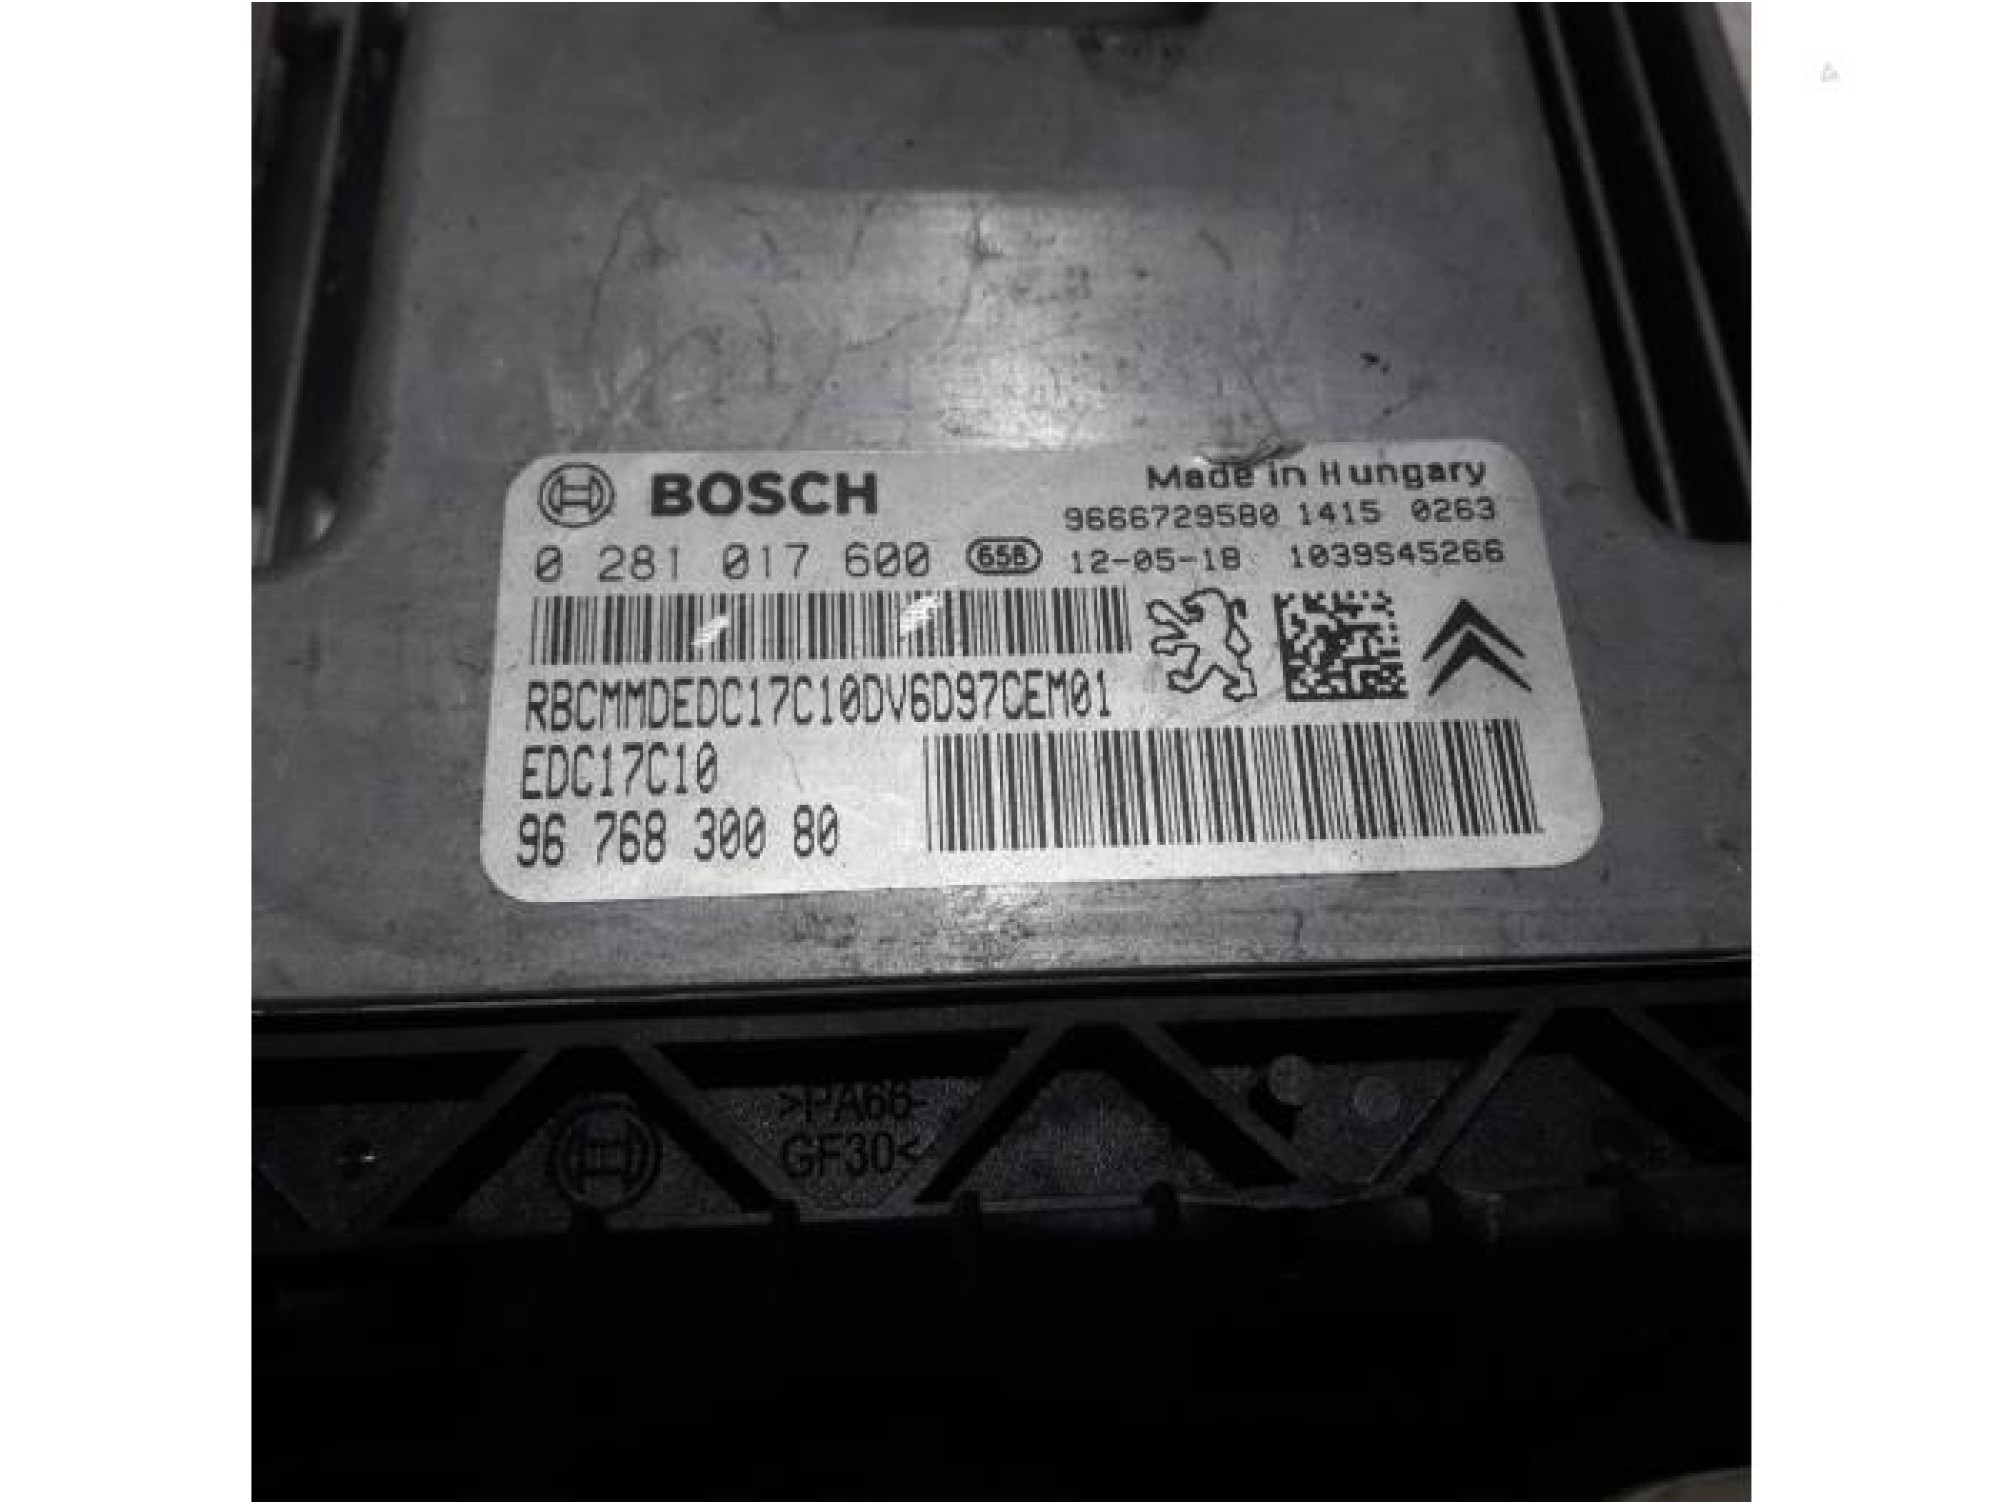 BOSCH
Made in Hungary
9666729580 1415 0263
0 281 017 600 656 12-05-18 1039S45266
RBCMMDEDC17C10DV6D97CEM01
EDC17C10
96 768 300 80
>PA66-
GF30<